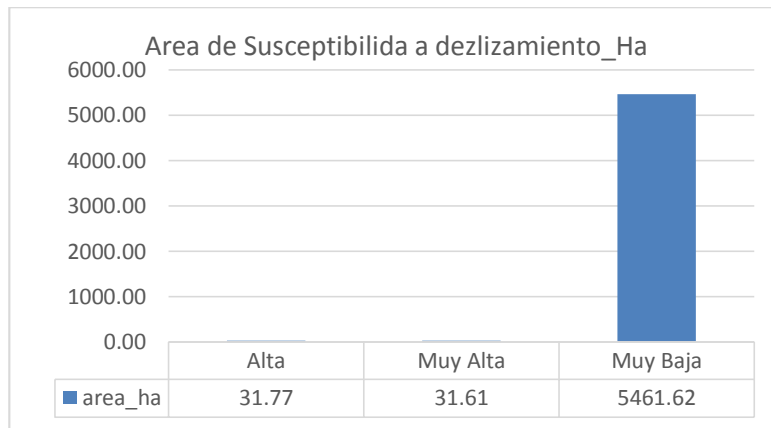 Area de Susceptibilida a dezlizamiento_Ha
6000.00
5000.00
4000.00
3000.00
2000.00
1000.00
0.00
Alta Muy Alta Muy Baja
area_ha 31.77 31.61 5461.62